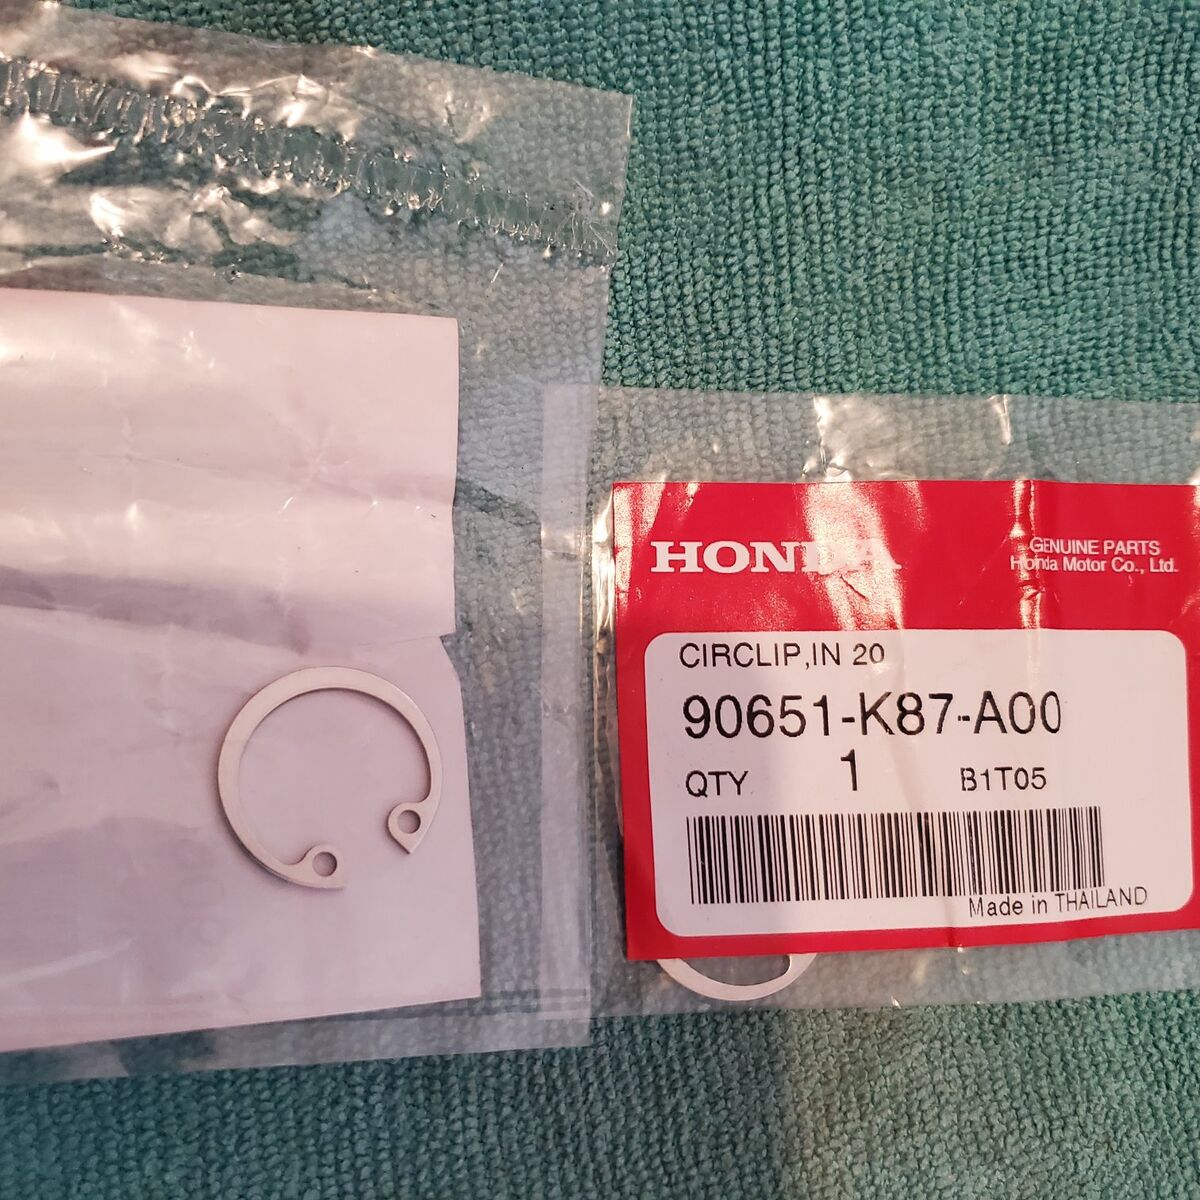 HONDA
GENUINE PARTS
Honda Motor Co., Ltd.
CIRCLIP,IN 20
90651-K87-A00
QTY 1 B1T05
Made in THAILAND